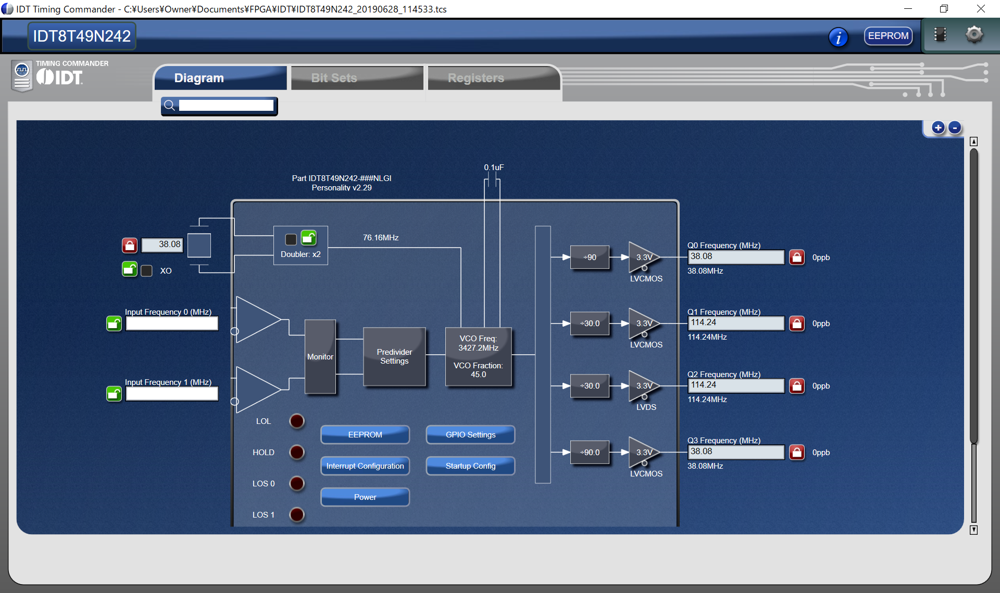 IDT Timing Commander - C:¥Users¥Owner¥Documents¥FPGA¥IDT¥IDT8T49N242_20190628_114533.tcs
IDT8T49N242
i
EEPROM
TIMING COMMANDER
IDT.
Diagram
Bit Sets
Registers
+
-
0.1uF
Part IDT8T49N242-###NLGI
Personality v2.29
38.08
XO
Doubler: x2
76.16MHz
Input Frequency 0 (MHz)
Input Frequency 1 (MHz)
Monitor
Predivider
Settings
VCO Freq:
3427.2MHz
VCO Fraction:
45.0
÷90
3.3V
LVCMOS
Q0 Frequency (MHz)
38.08
0ppb
38.08MHz
÷30.0
3.3V
LVCMOS
Q1 Frequency (MHz)
114.24
0ppb
114.24MHz
÷30.0
3.3V
LVDS
Q2 Frequency (MHz)
114.24
0ppb
114.24MHz
÷90.0
3.3V
LVCMOS
Q3 Frequency (MHz)
38.08
0ppb
38.08MHz
LOL
HOLD
LOS 0
LOS 1
EEPROM
GPIO Settings
Interrupt Configuration
Startup Config
Power